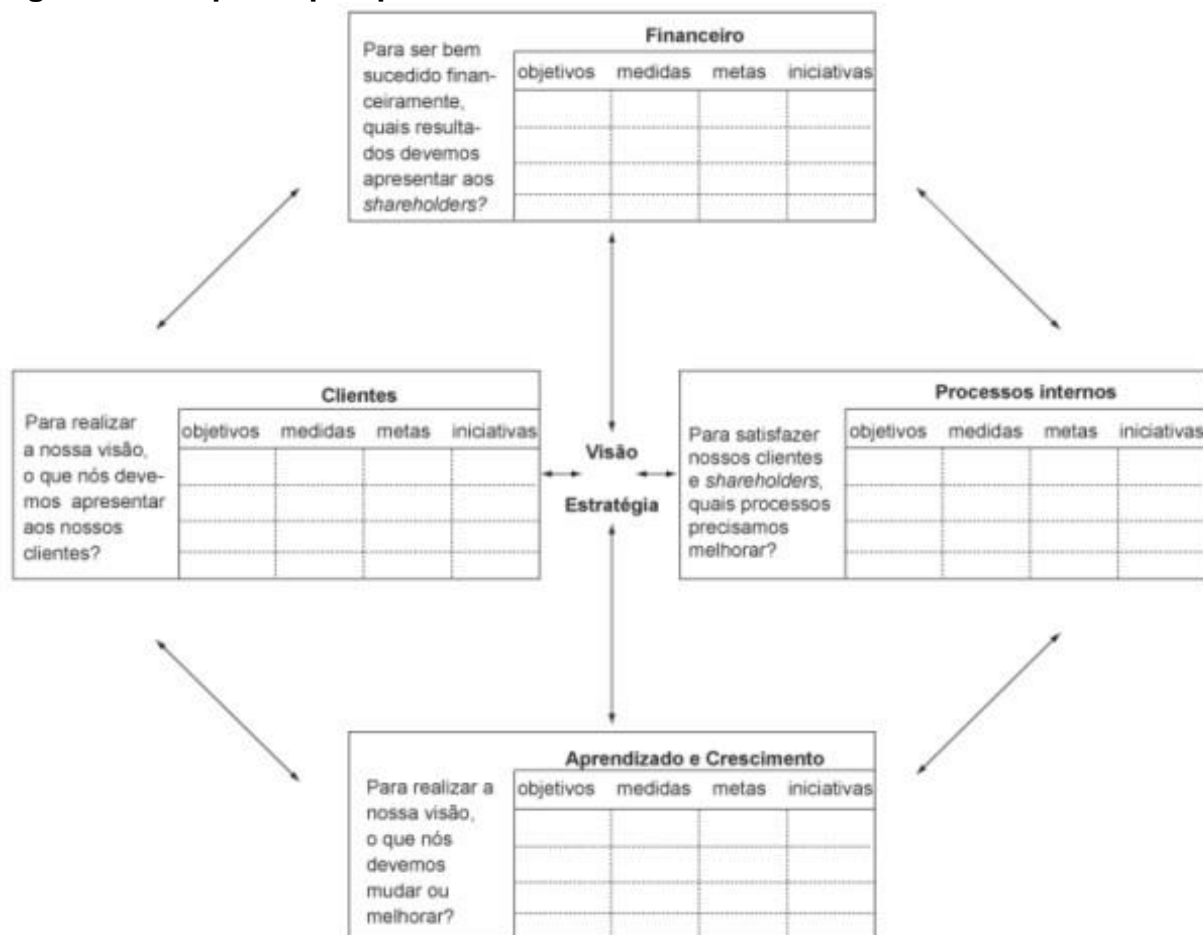 Financeiro
Para ser bem
sucedido finan-
ceiramente,
quais resulta-
dos devemos
apresentar aos
shareholders?
objetivos medidas metas iniciativas
Clientes
Para realizar
a nossa visão,
o que nós deve-
mos apresentar
aos nossos
clientes?
objetivos medidas metas iniciativas
Visão
Estratégia
Processos internos
Para satisfazer
nossos clientes
e shareholders,
quais processos
precisamos
melhorar?
objetivos medidas metas iniciativas
Aprendizado e Crescimento
Para realizar a
nossa visão,
o que nós
devemos
mudar ou
melhorar?
objetivos medidas metas iniciativas